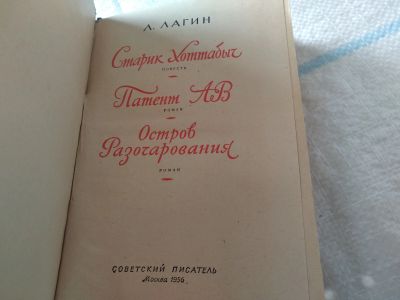 Л. ЛАГИН
Старик Хоттабыч
ПОВЕСТЬ
Патент АВ
РОМАН
Остров
Разочарования
РОМАН
СОВЕТСКИЙ ПИСАТЕЛЬ
Москва 1956